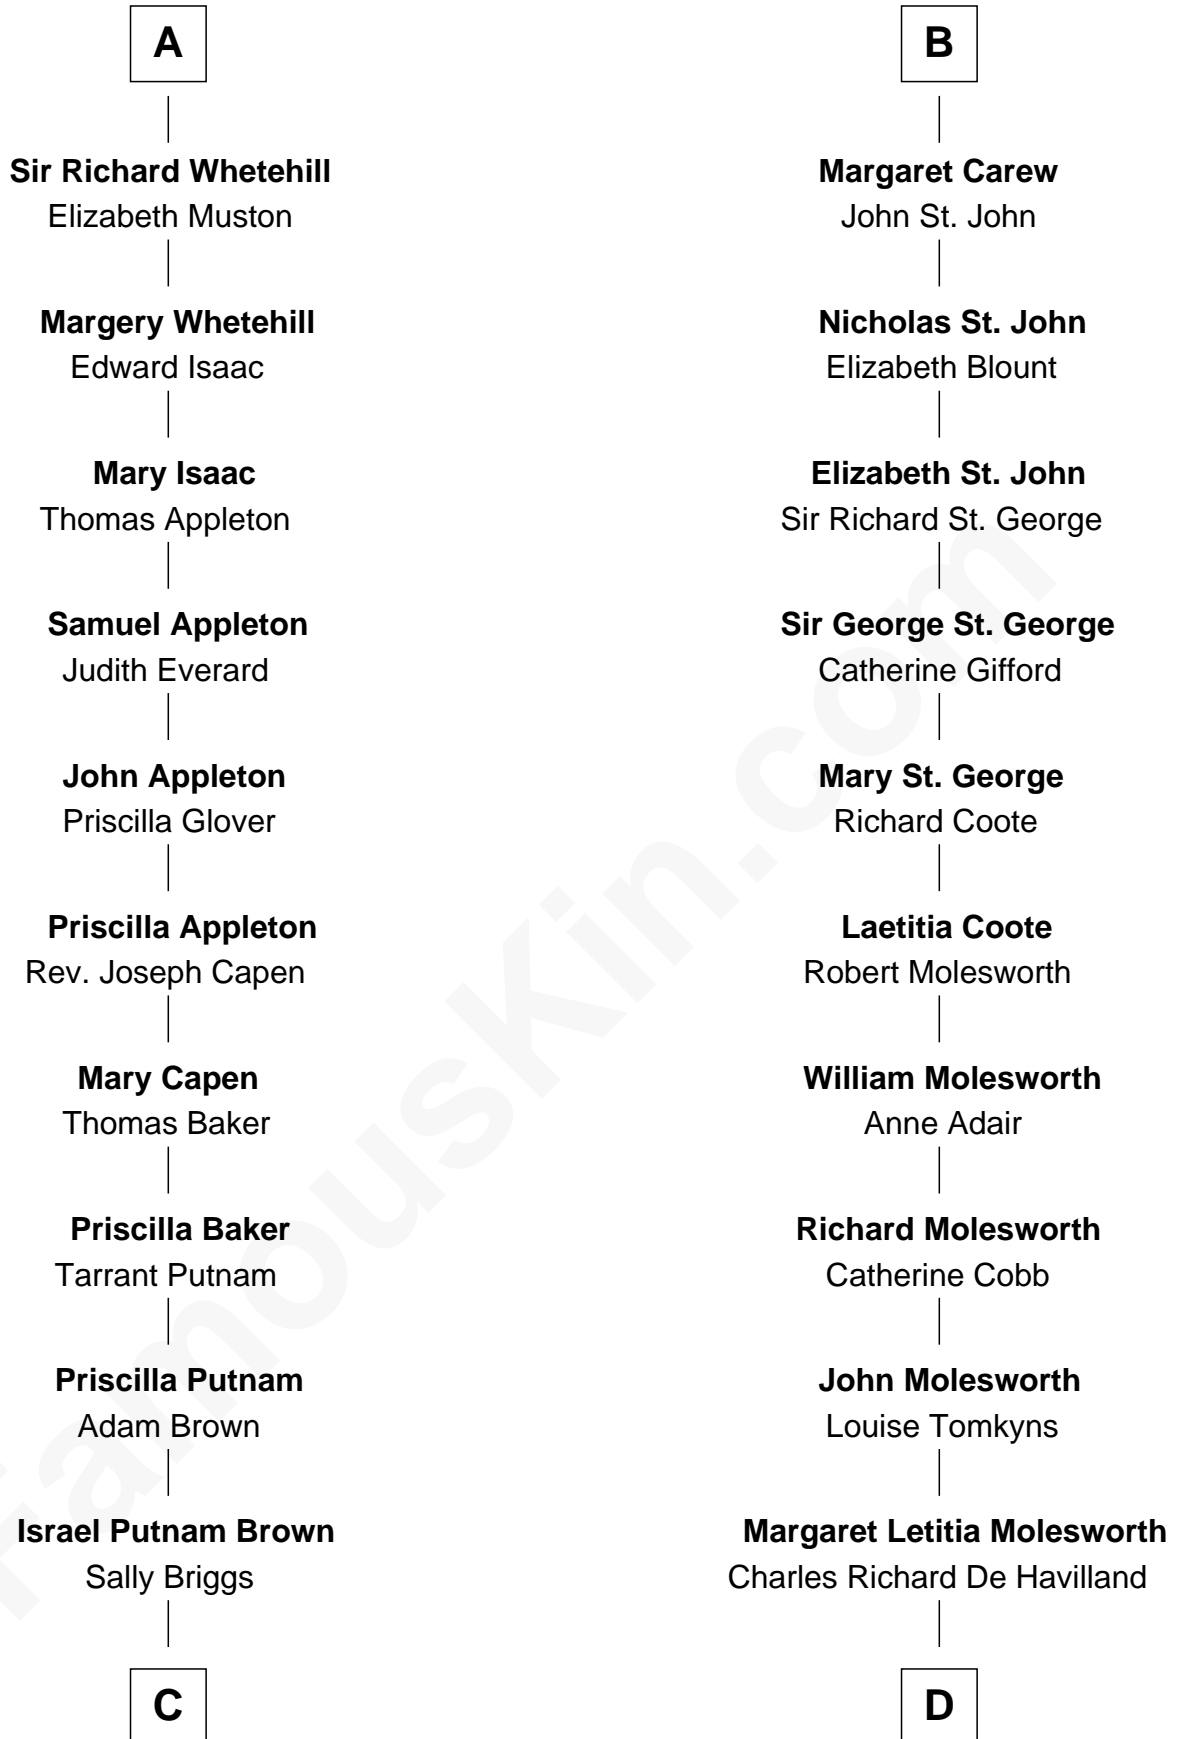 A
Sir Richard Whetehill
Elizabeth Muston
Margery Whetehill
Edward Isaac
Mary Isaac
Thomas Appleton
Samuel Appleton
Judith Everard
John Appleton
Priscilla Glover
Priscilla Appleton
Rev. Joseph Capen
Mary Capen
Thomas Baker
Priscilla Baker
Tarrant Putnam
Priscilla Putnam
Adam Brown
Israel Putnam Brown
Sally Briggs
C
B
Margaret Carew
John St. John
Nicholas St. John
Elizabeth Blount
Elizabeth St. John
Sir Richard St. George
Sir George St. George
Catherine Gifford
Mary St. George
Richard Coote
Laetitia Coote
Robert Molesworth
William Molesworth
Anne Adair
Richard Molesworth
Catherine Cobb
John Molesworth
Louise Tomkyns
Margaret Letitia Molesworth
Charles Richard De Havilland
D
FamousKin.com